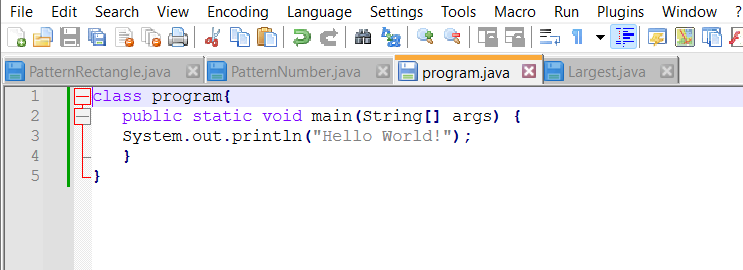 File Edit Search View Encoding Language Settings Tools Macro Run Plugins Window ?
PatternRectangle.java PatternNumber.java program.java Largest.java
1 class program{
2 public static void main(String[] args) {
3 System.out.println("Hello World!");
4 }
5 }